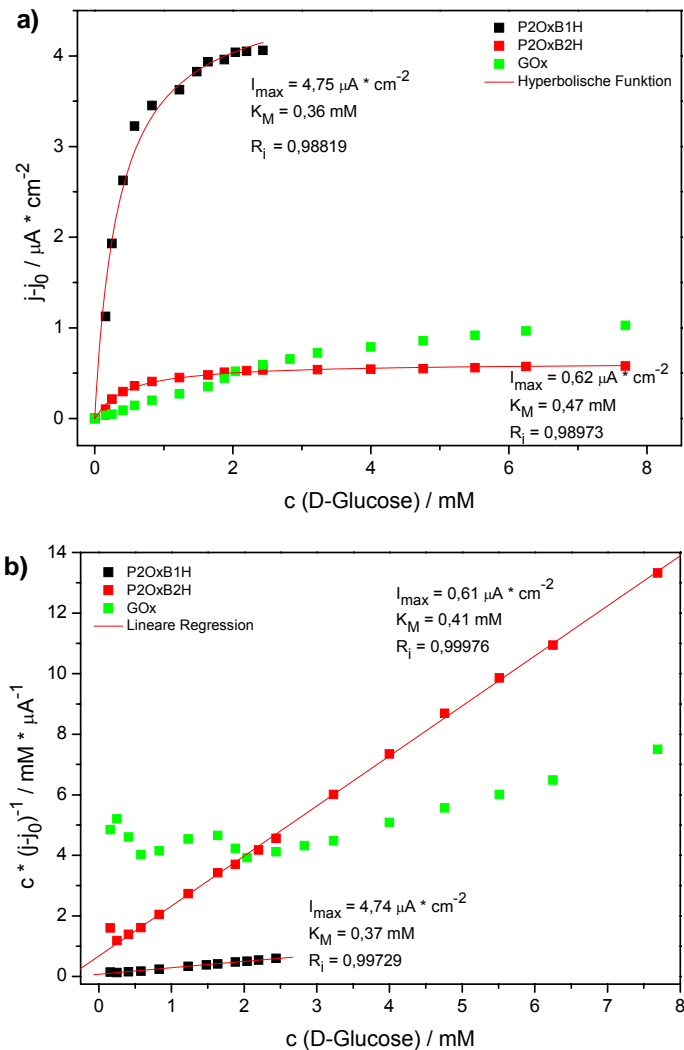 a)
P2OxB1H
P2OxB2H
GOx
Hyperbolische Funktion
I_max = 4,75 μA * cm^-2
K_M = 0,36 mM
R_i = 0,98819
4
3
2
1
0
j-j_0 / μA * cm^-2
I_max = 0,62 μA * cm^-2
K_M = 0,47 mM
R_i = 0,98973
0 2 4 6 8
c (D-Glucose) / mM
b)
P2OxB1H
P2OxB2H
GOx
Lineare Regression
I_max = 0,61 μA * cm^-2
K_M = 0,41 mM
R_i = 0,99976
14
12
10
8
6
4
2
0
c * (j-j_0)^-1 / mM * μA^-1
I_max = 4,74 μA * cm^-2
K_M = 0,37 mM
R_i = 0,99729
0 1 2 3 4 5 6 7 8
c (D-Glucose) / mM